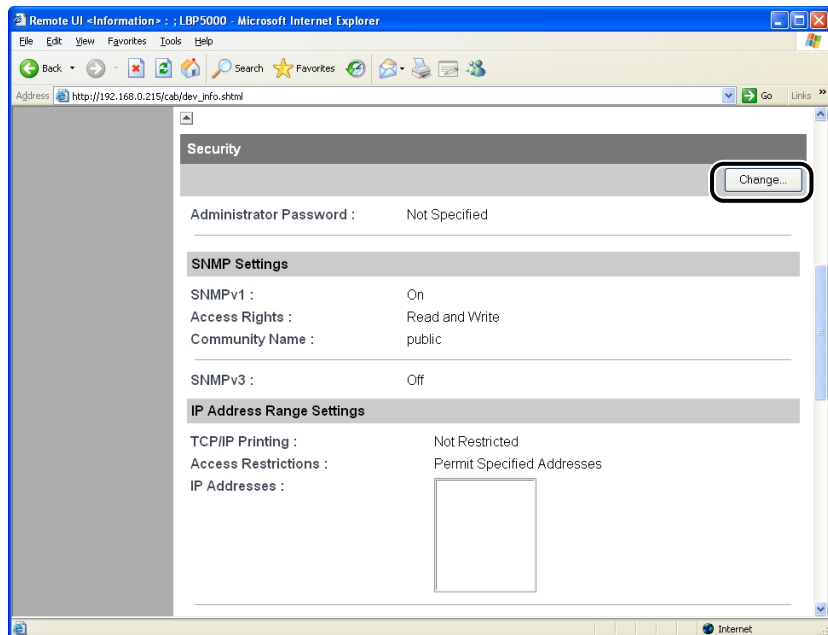 Remote UI <Information> : ; LBP5000 - Microsoft Internet Explorer
File Edit View Favorites Tools Help
Back Search Favorites
Address http://192.168.0.215/cab/dev_info.shtml Go Links »
Security
Change...
Administrator Password : Not Specified
SNMP Settings
SNMPv1 : On
Access Rights : Read and Write
Community Name : public
SNMPv3 : Off
IP Address Range Settings
TCP/IP Printing : Not Restricted
Access Restrictions : Permit Specified Addresses
IP Addresses :
Internet